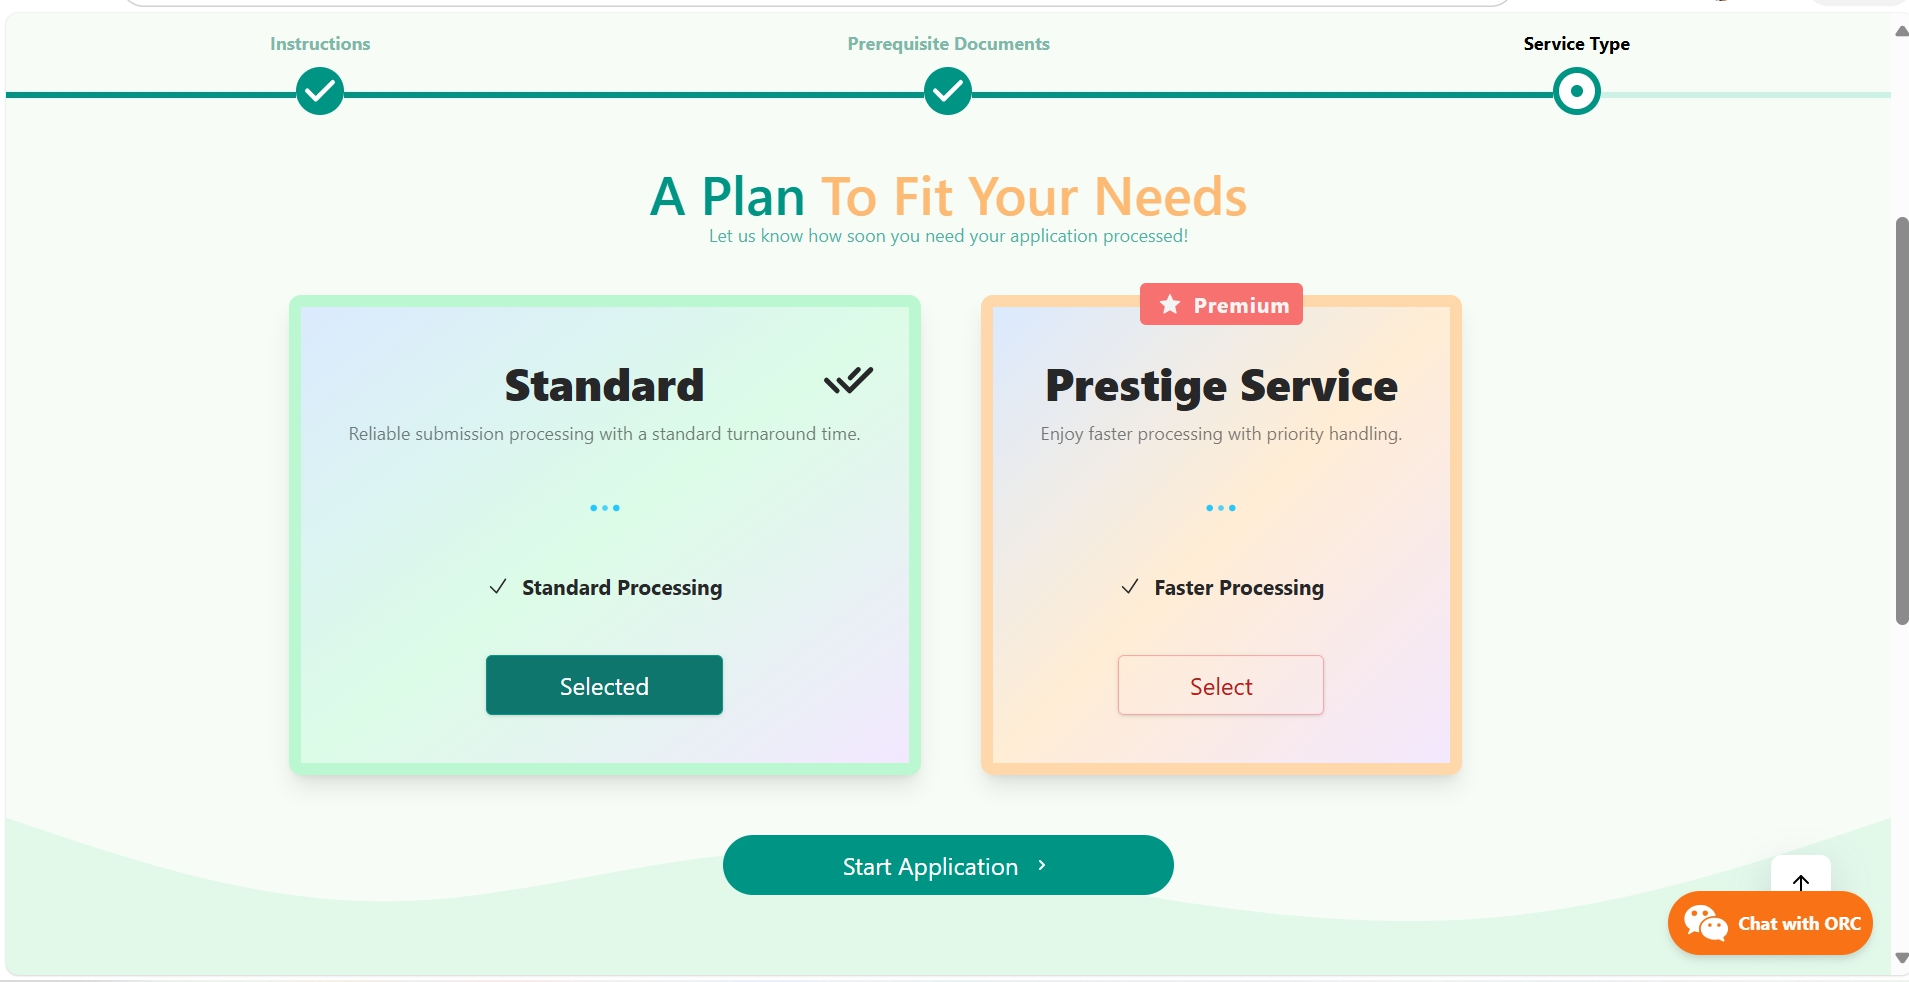 Instructions
Prerequisite Documents
Service Type
A Plan To Fit Your Needs
Let us know how soon you need your application processed!
Standard
Reliable submission processing with a standard turnaround time.
Standard Processing
Selected
Premium
Prestige Service
Enjoy faster processing with priority handling.
Faster Processing
Select
Start Application
Chat with ORC